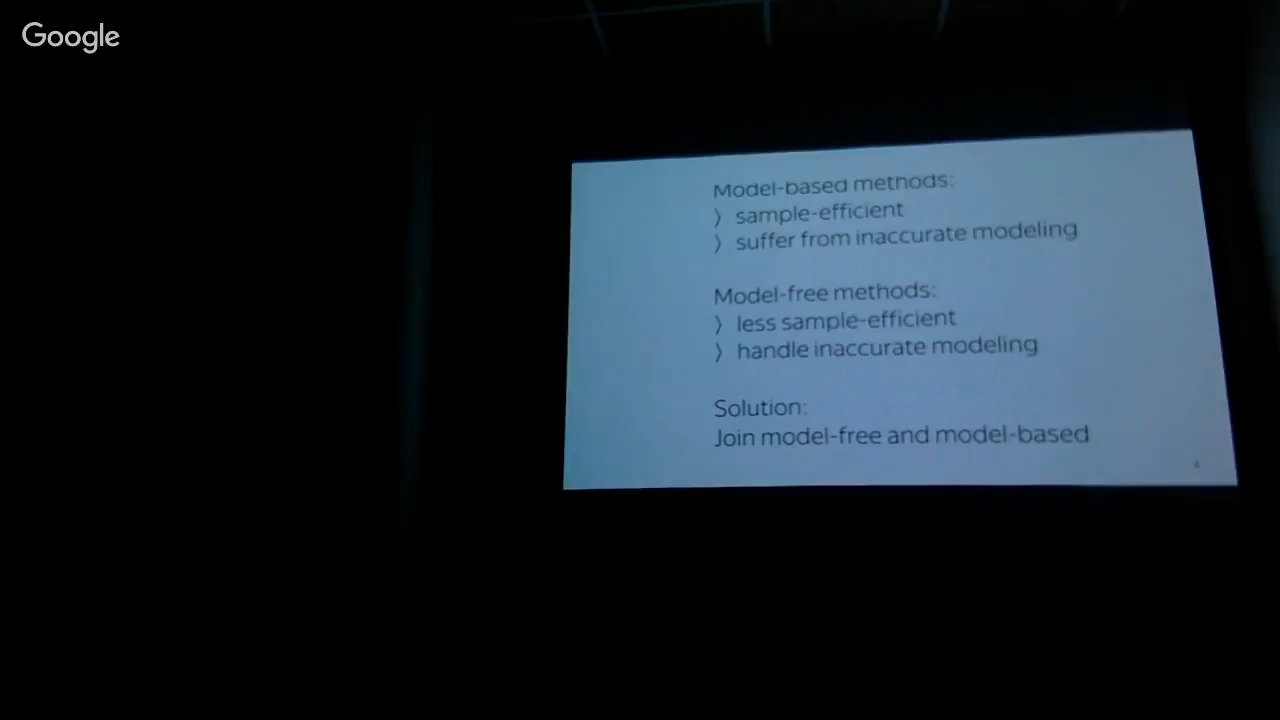 Google
Model-based methods:
⟩ sample-efficient
⟩ suffer from inaccurate modeling
Model-free methods:
⟩ less sample-efficient
⟩ handle inaccurate modeling
Solution:
Join model-free and model-based